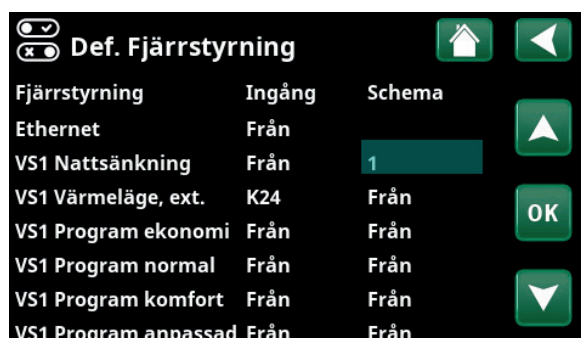 Def. Fjärrstyrning
Fjärrstyrning Ingång Schema
Ethernet Från
VS1 Nattsänkning Från 1
VS1 Värmeläge, ext. K24 Från
OK
VS1 Program ekonomi Från Från
VS1 Program normal Från Från
VS1 Program komfort Från Från
VS1 Program anpassad Från Från